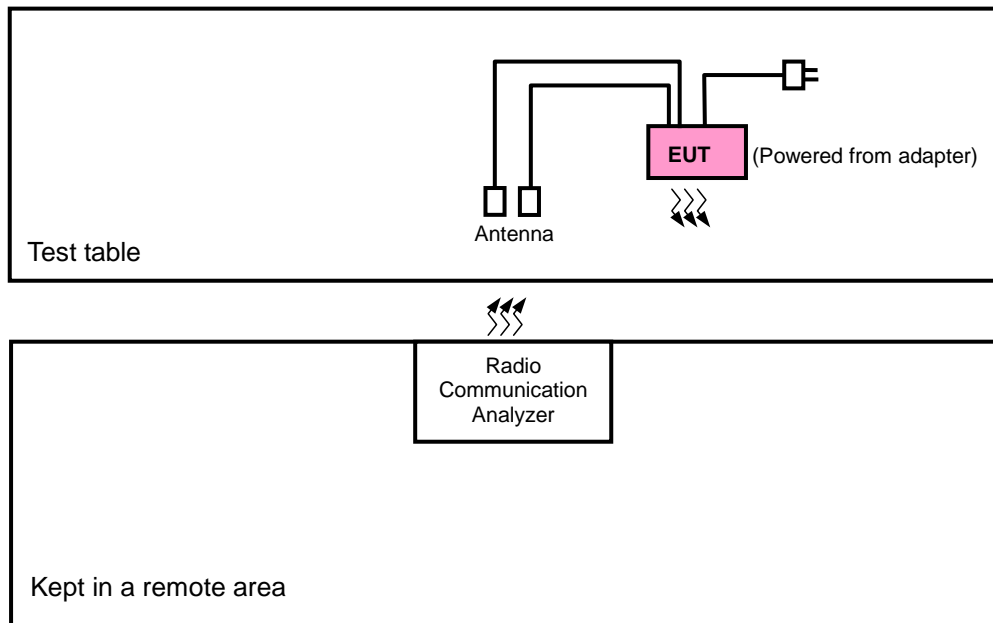 EUT
(Powered from adapter)
Antenna
Test table
Radio
Communication
Analyzer
Kept in a remote area